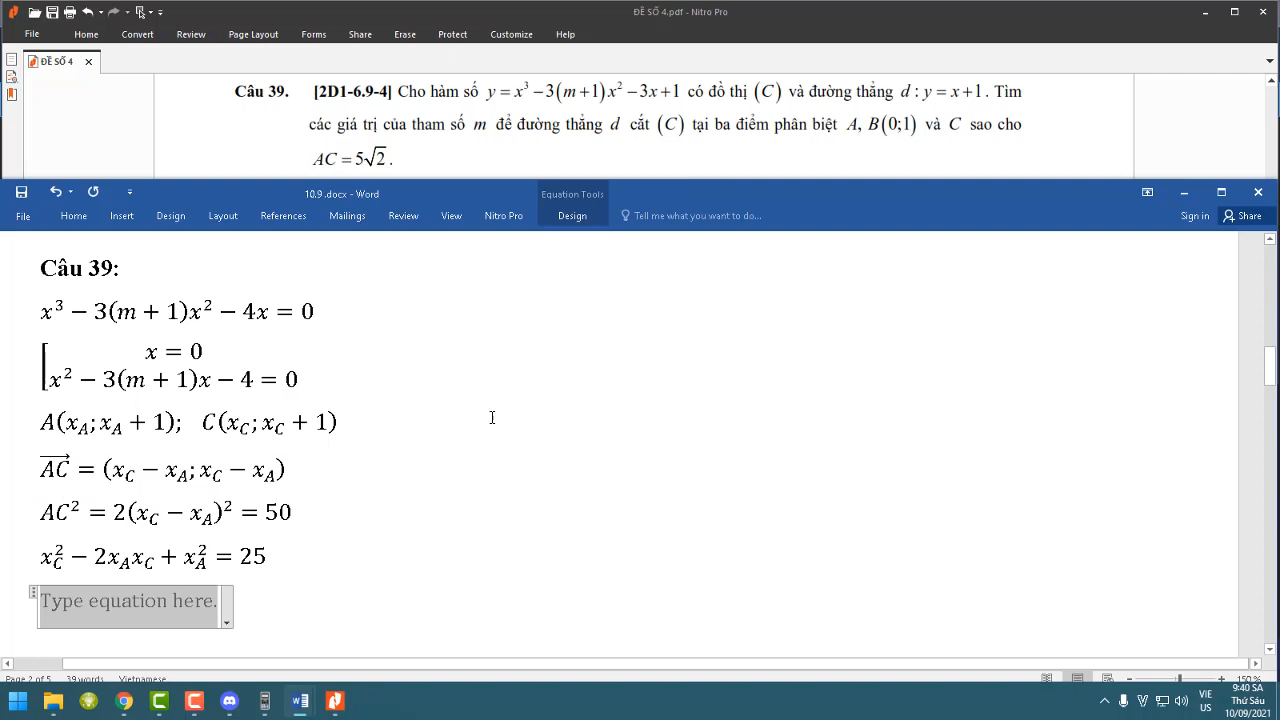 ĐỀ SỐ 4.pdf - Nitro Pro
File Home Convert Review Page Layout Forms Share Erase Protect Customize Help
ĐỀ SỐ 4
Câu 39. [2D1-6.9-4] Cho hàm số y = x³ − 3(m+1)x² − 3x + 1 có đồ thị (C) và đường thẳng d : y = x + 1. Tìm
các giá trị của tham số m để đường thẳng d cắt (C) tại ba điểm phân biệt A, B(0;1) và C sao cho
AC = 5√2.
10.9 .docx - Word
Equation Tools
File Home Insert Design Layout References Mailings Review View Nitro Pro Design Tell me what you want to do... Sign in Share
Câu 39:
x³ − 3(m + 1)x² − 4x = 0
x = 0
x² − 3(m + 1)x − 4 = 0
A(x_A; x_A + 1); C(x_C; x_C + 1)
AC⃗ = (x_C − x_A; x_C − x_A)
AC² = 2(x_C − x_A)² = 50
x_C² − 2x_Ax_C + x_A² = 25
Type equation here.
Page 2 of 5 39 words Vietnamese 150 %
VIE
US
9:40 SA
Thứ Sáu
10/09/2021